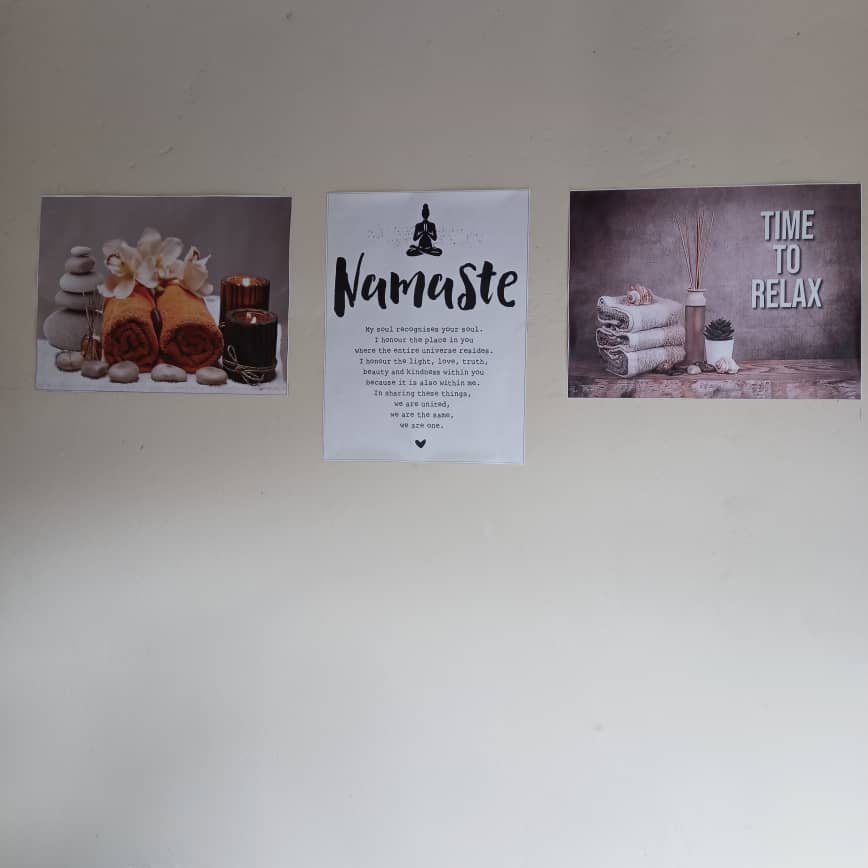 Namaste
My soul recognises your soul.
I honour the place in you
where the entire universe resides.
I honour the light, love, truth,
beauty and kindness within you
because it is also within me.
In sharing these things,
we are united,
we are the same,
we are one.
TIME
TO
RELAX